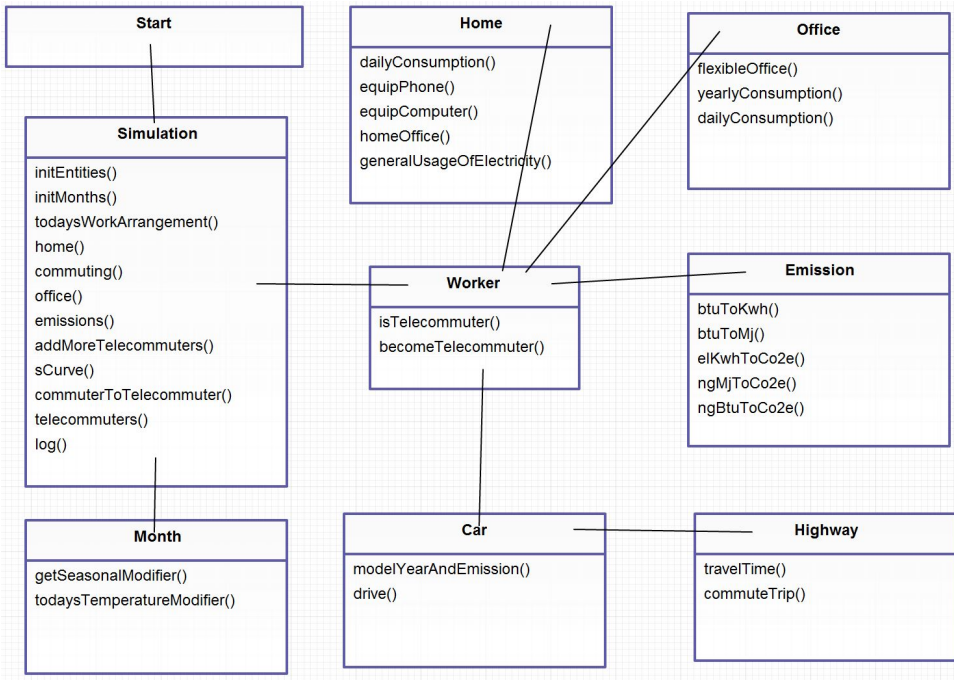 Start
Simulation
initEntities()
initMonths()
todaysWorkArrangement()
home()
commuting()
office()
emissions()
addMoreTelecommuters()
sCurve()
commuterToTelecommuter()
telecommuters()
log()
Month
getSeasonalModifier()
todaysTemperatureModifier()
Home
dailyConsumption()
equipPhone()
equipComputer()
homeOffice()
generalUsageOfElectricity()
Worker
isTelecommuter()
becomeTelecommuter()
Car
modelYearAndEmission()
drive()
Office
flexibleOffice()
yearlyConsumption()
dailyConsumption()
Emission
btuToKwh()
btuToMj()
elKwhToCo2e()
ngMjToCo2e()
ngBtuToCo2e()
Highway
travelTime()
commuteTrip()